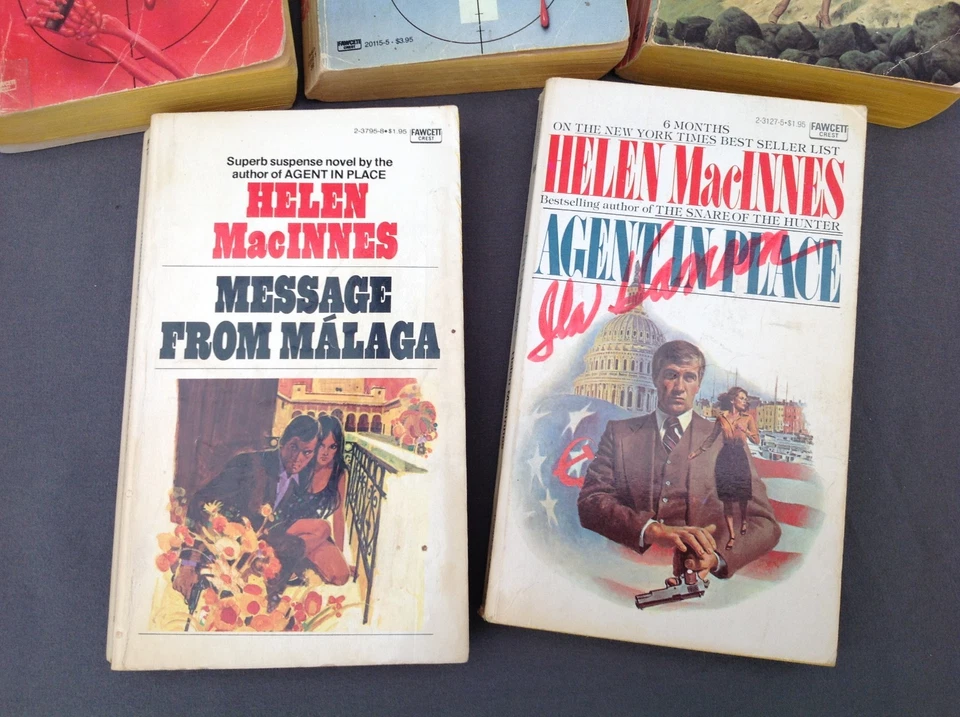 FAWCETT
CREST
20115-5 • $3.95
2-3795-8 • $1.95
FAWCETT
CREST
Superb suspense novel by the
author of AGENT IN PLACE
HELEN
MacINNES
MESSAGE
FROM MÁLAGA
2-3127-5 • $1.95
FAWCETT
CREST
6 MONTHS
ON THE NEW YORK TIMES BEST SELLER LIST
HELEN MacINNES
Bestselling author of THE SNARE OF THE HUNTER
AGENT IN PLACE